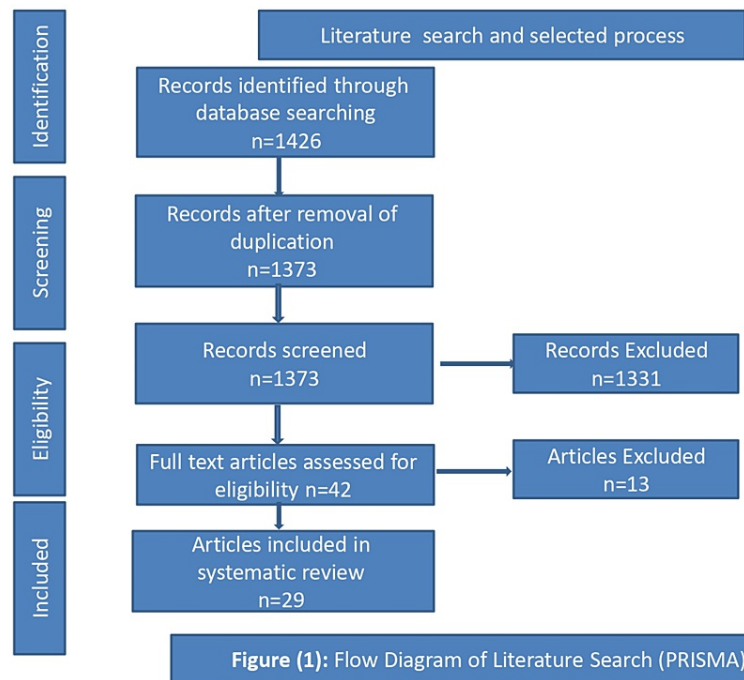 Literature search and selected process
Identification
Records identified through
database searching
n=1426
Screening
Records after removal of
duplication
n=1373
Records screened
n=1373
Records Excluded
n=1331
Eligibility
Full text articles assessed for
eligibility n=42
Articles Excluded
n=13
Included
Articles included in
systematic review
n=29
Figure (1): Flow Diagram of Literature Search (PRISMA)